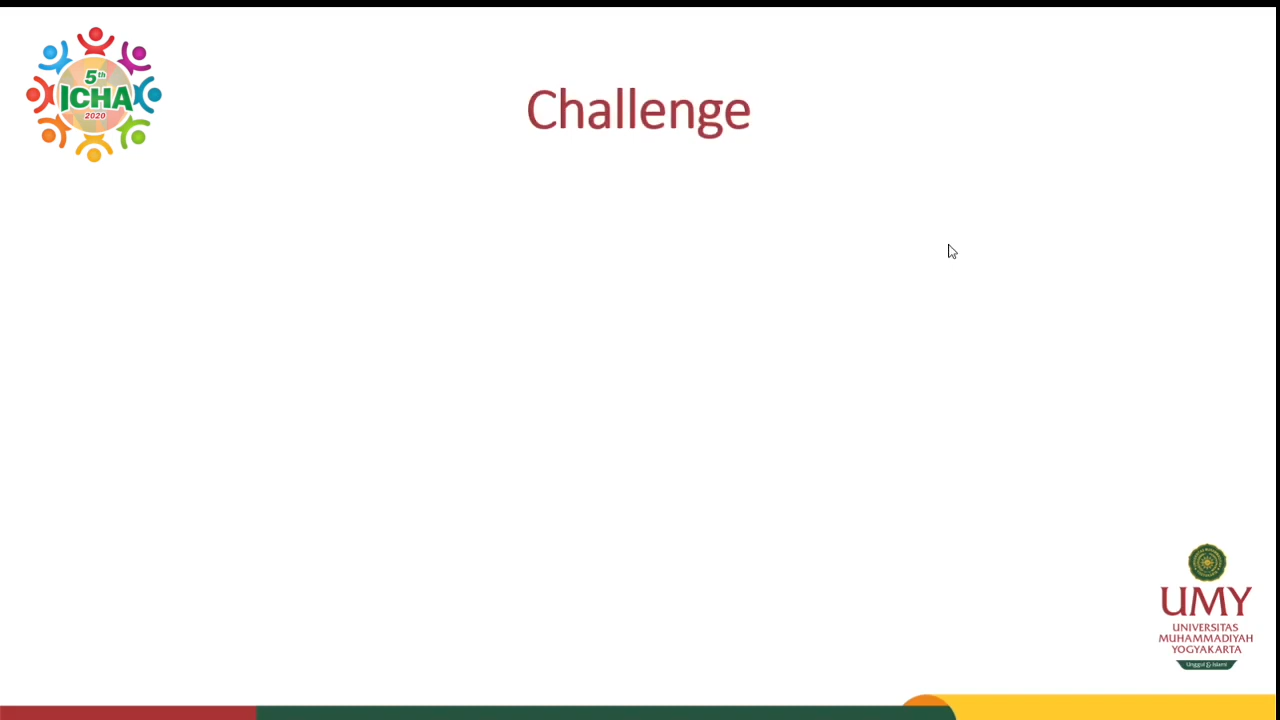 5th
ICHA
2020
Challenge
UMY
UNIVERSITAS
MUHAMMADIYAH
YOGYAKARTA
Unggul & Islami